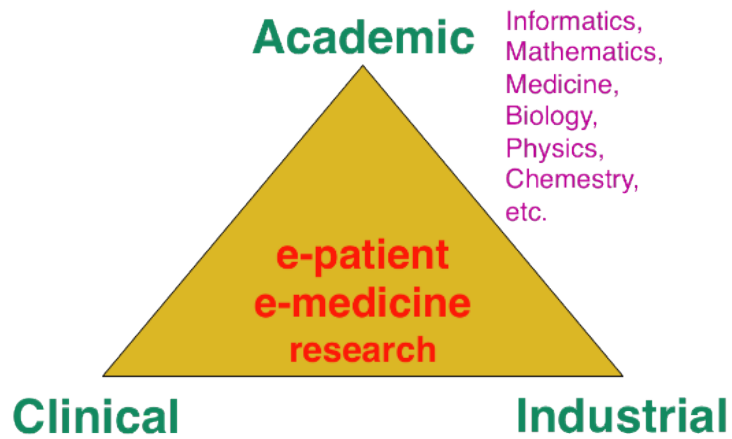 Academic
Informatics,
Mathematics,
Medicine,
Biology,
Physics,
Chemestry,
etc.
e-patient
e-medicine
research
Clinical
Industrial